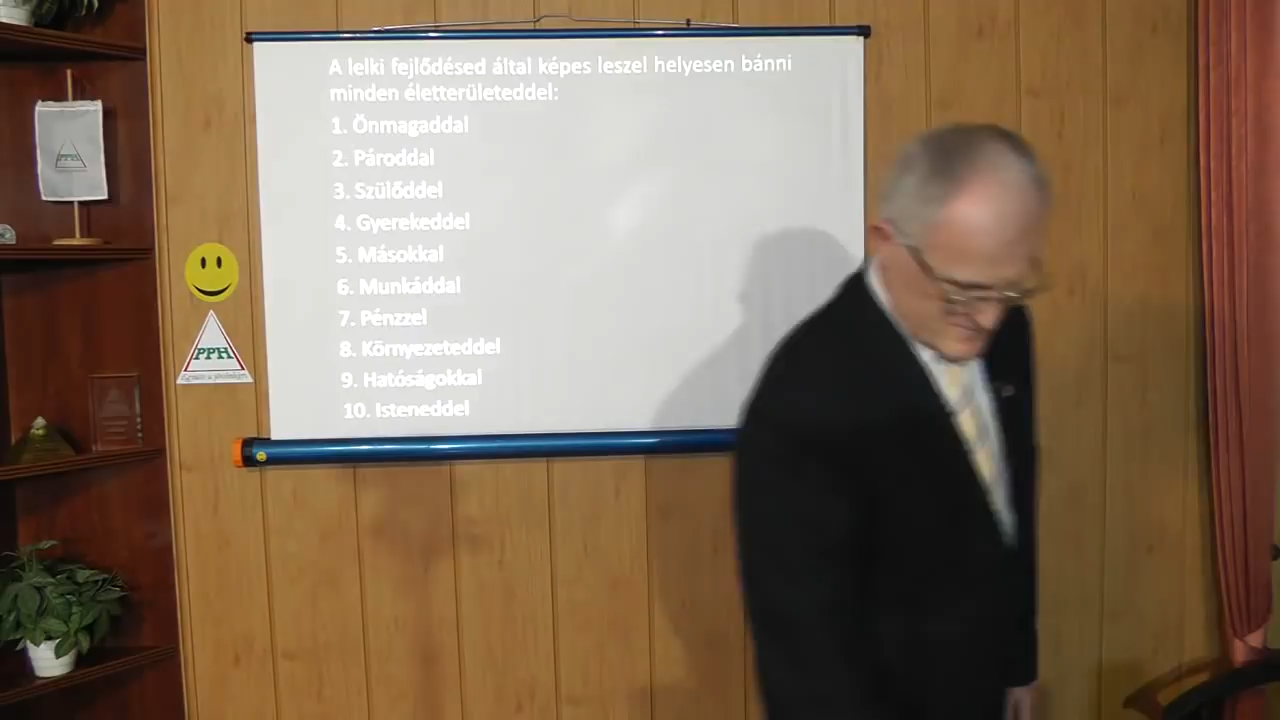 A lelki fejlődésed által képes leszel helyesen bánni
minden életterületeddel:
1. Önmagaddal
2. Pároddal
3. Szülőddel
4. Gyerekeddel
5. Másokkal
6. Munkáddal
7. Pénzzel
8. Környezeteddel
9. Hatóságokkal
10. Isteneddel
PPH
PPH